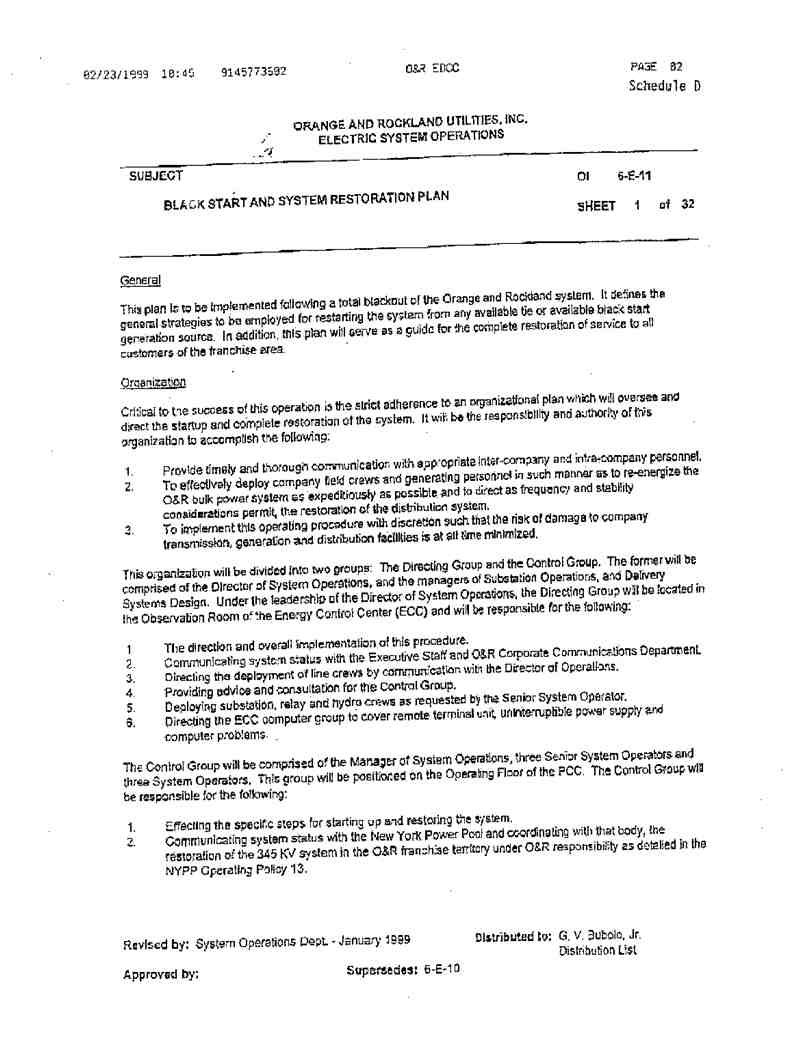 02/23/1999 10:45 9145773582 O&R EDCC PAGE 02
Schedule D
ORANGE AND ROCKLAND UTILITIES, INC.
ELECTRIC SYSTEM OPERATIONS
SUBJECT OI 6-E-11
BLACK START AND SYSTEM RESTORATION PLAN
SHEET 1 of 32
General
This plan is to be implemented following a total blackout of the Orange and Rockland system. It defines the
general strategies to be employed for restarting the system from any available tie or available black start
generation source. In addition, this plan will serve as a guide for the complete restoration of service to all
customers of the franchise area.
Organization
Critical to the success of this operation is the strict adherence to an organizational plan which will oversee and
direct the startup and complete restoration of the system. It will be the responsibility and authority of this
organization to accomplish the following:
1. Provide timely and thorough communication with appropriate inter-company and intra-company personnel.
2. To effectively deploy company field crews and generating personnel in such manner as to re-energize the
O&R bulk power system as expeditiously as possible and to direct as frequency and stability
considerations permit, the restoration of the distribution system.
3. To implement this operating procedure with discretion such that the risk of damage to company
transmission, generation and distribution facilities is at all time minimized.
This organization will be divided into two groups: The Directing Group and the Control Group. The former will be
comprised of the Director of System Operations, and the managers of Substation Operations, and Delivery
Systems Design. Under the leadership of the Director of System Operations, the Directing Group will be located in
the Observation Room of the Energy Control Center (ECC) and will be responsible for the following:
1 The direction and overall implementation of this procedure.
2. Communicating system status with the Executive Staff and O&R Corporate Communications Department.
3. Directing the deployment of line crews by communication with the Director of Operations.
4. Providing advice and consultation for the Control Group.
5. Deploying substation, relay and hydro crews as requested by the Senior System Operator.
6. Directing the ECC computer group to cover remote terminal unit, uninterruptible power supply and
computer problems.
The Control Group will be comprised of the Manager of System Operations, three Senior System Operators and
three System Operators. This group will be positioned on the Operating Floor of the PCC. The Control Group will
be responsible for the following:
1. Effecting the specific steps for starting up and restoring the system.
2. Communicating system status with the New York Power Pool and coordinating with that body, the
restoration of the 345 KV system in the O&R franchise territory under O&R responsibility as detailed in the
NYPP Operating Policy 13.
Revised by: System Operations Dept. - January 1999 Distributed to: G. V. Bubolo, Jr.
Distribution List
Approved by: Supersedes: 6-E-10